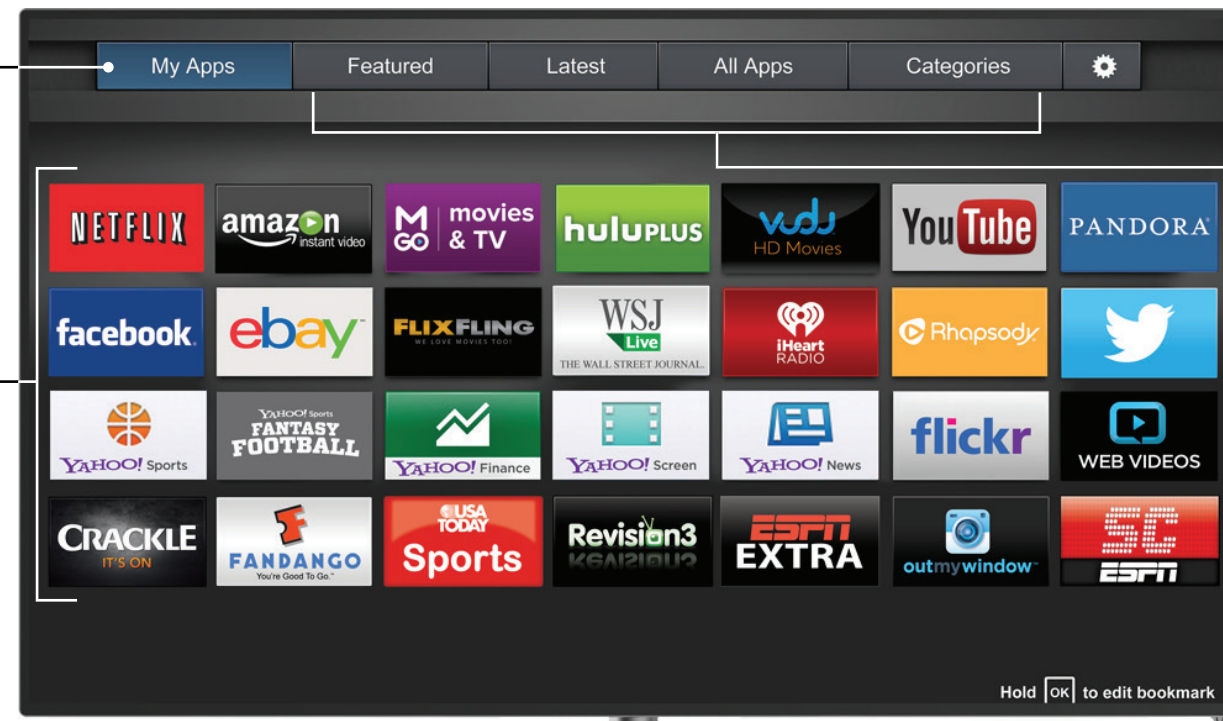 My Apps Featured Latest All Apps Categories
NETFLIX
amazon
instant video
M GO movies & TV
huluPLUS
vudu
HD Movies
YouTube
PANDORA
facebook.
ebay
FLIXFLING
WE LOVE MOVIES TOO!
WSJ
Live
THE WALL STREET JOURNAL.
iHeart
RADIO
Rhapsody
YAHOO! Sports
YAHOO! Sports
FANTASY
FOOTBALL
YAHOO! Finance
YAHOO! Screen
YAHOO! News
flickr
WEB VIDEOS
CRACKLE
IT'S ON
FANDANGO
You're Good To Go.™
USA
TODAY
Sports
Revision3
ESPN
EXTRA
outmywindow
SC
ESPN
Hold OK to edit bookmark